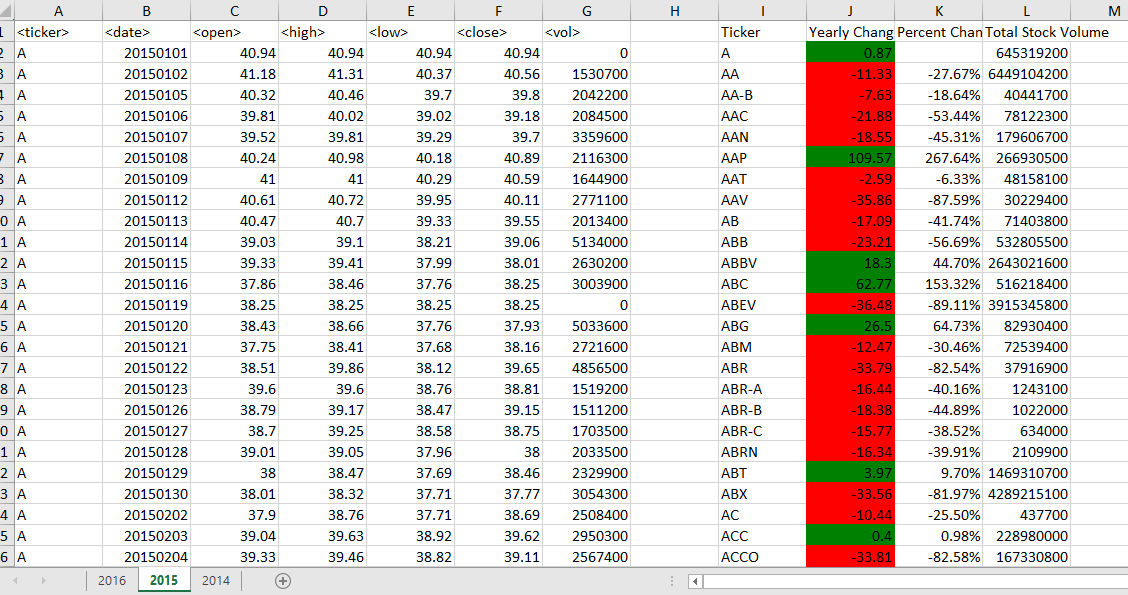 A B C D E F G H I J K L M
1 <ticker> <date> <open> <high> <low> <close> <vol> Ticker Yearly Chang Percent Chan Total Stock Volume
2 A 20150101 40.94 40.94 40.94 40.94 0 A 0.87 645319200
3 A 20150102 41.18 41.31 40.37 40.56 1530700 AA -11.33 -27.67% 6449104200
4 A 20150105 40.32 40.46 39.7 39.8 2042200 AA-B -7.63 -18.64% 40441700
5 A 20150106 39.81 40.02 39.02 39.18 2084500 AAC -21.88 -53.44% 78122300
6 A 20150107 39.52 39.81 39.29 39.7 3359600 AAN -18.55 -45.31% 179606700
7 A 20150108 40.24 40.98 40.18 40.89 2116300 AAP 109.57 267.64% 266930500
8 A 20150109 41 41 40.29 40.59 1644900 AAT -2.59 -6.33% 48158100
9 A 20150112 40.61 40.72 39.95 40.11 2771100 AAV -35.86 -87.59% 30229400
0 A 20150113 40.47 40.7 39.33 39.55 2013400 AB -17.09 -41.74% 71403800
1 A 20150114 39.03 39.1 38.21 39.06 5134000 ABB -23.21 -56.69% 532805500
2 A 20150115 39.33 39.41 37.99 38.01 2630200 ABBV 18.3 44.70% 2643021600
3 A 20150116 37.86 38.46 37.76 38.25 3003900 ABC 62.77 153.32% 516218400
4 A 20150119 38.25 38.25 38.25 38.25 0 ABEV -36.48 -89.11% 3915345800
5 A 20150120 38.43 38.66 37.76 37.93 5033600 ABG 26.5 64.73% 82930400
6 A 20150121 37.75 38.41 37.68 38.16 2721600 ABM -12.47 -30.46% 72539400
7 A 20150122 38.51 39.86 38.12 39.65 4856500 ABR -33.79 -82.54% 37916900
8 A 20150123 39.6 39.6 38.76 38.81 1519200 ABR-A -16.44 -40.16% 1243100
9 A 20150126 38.79 39.17 38.47 39.15 1511200 ABR-B -18.38 -44.89% 1022000
0 A 20150127 38.7 39.25 38.58 38.75 1703500 ABR-C -15.77 -38.52% 634000
1 A 20150128 39.01 39.05 37.96 38 2033500 ABRN -16.34 -39.91% 2109900
2 A 20150129 38 38.47 37.69 38.46 2329900 ABT 3.97 9.70% 1469310700
3 A 20150130 38.01 38.32 37.71 37.77 3054300 ABX -33.56 -81.97% 4289215100
4 A 20150202 37.9 38.76 37.71 38.69 2508400 AC -10.44 -25.50% 437700
5 A 20150203 39.04 39.63 38.92 39.62 2950300 ACC 0.4 0.98% 228980000
6 A 20150204 39.33 39.46 38.82 39.11 2567400 ACCO -33.81 -82.58% 167330800
2016 2015 2014